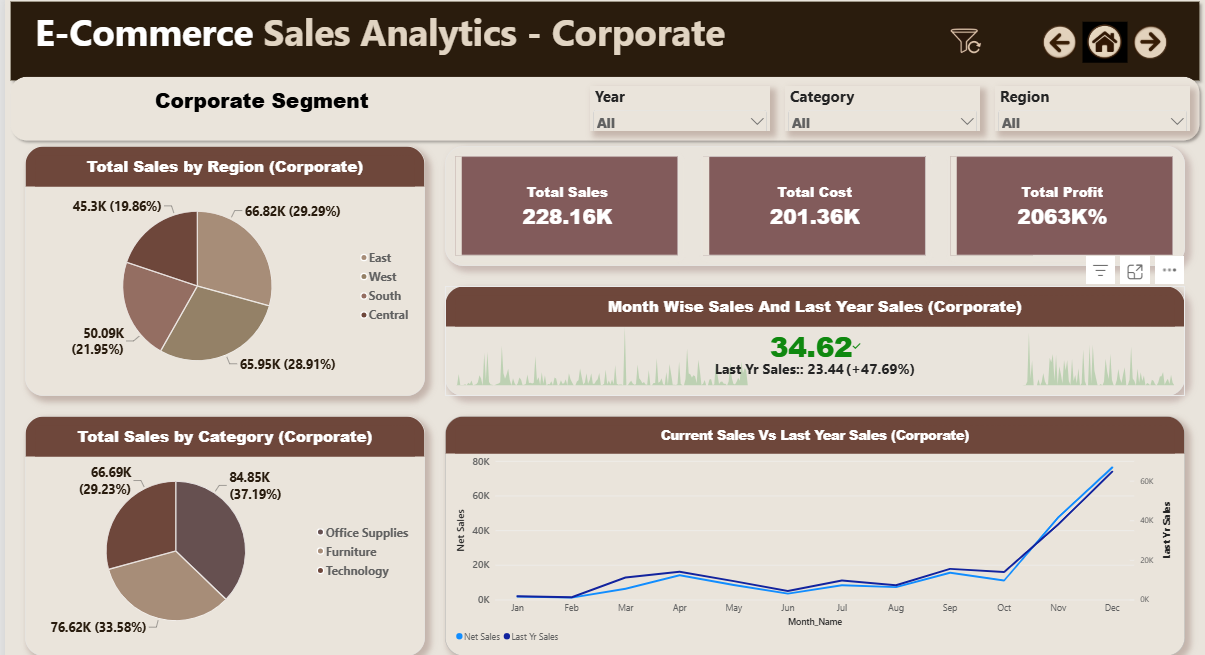 E-Commerce Sales Analytics - Corporate
Corporate Segment
Year
All
Category
All
Region
All
Total Sales by Region (Corporate)
45.3K (19.86%)
66.82K (29.29%)
50.09K
(21.95%)
65.95K (28.91%)
East
West
South
Central
Total Sales
228.16K
Total Cost
201.36K
Total Profit
2063K%
Month Wise Sales And Last Year Sales (Corporate)
34.62
Last Yr Sales:: 23.44 (+47.69%)
Total Sales by Category (Corporate)
66.69K
(29.23%)
84.85K
(37.19%)
76.62K (33.58%)
Office Supplies
Furniture
Technology
Current Sales Vs Last Year Sales (Corporate)
80K
60K
40K
20K
0K
Net Sales
60K
40K
20K
0K
Last Yr Sales
Jan Feb Mar Apr May Jun Jul Aug Sep Oct Nov Dec
Month_Name
Net Sales Last Yr Sales